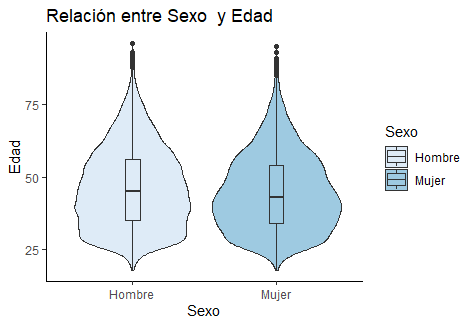 Relación entre Sexo  y Edad
Edad
75
50
25
Hombre
Mujer
Sexo
Sexo
Hombre
Mujer